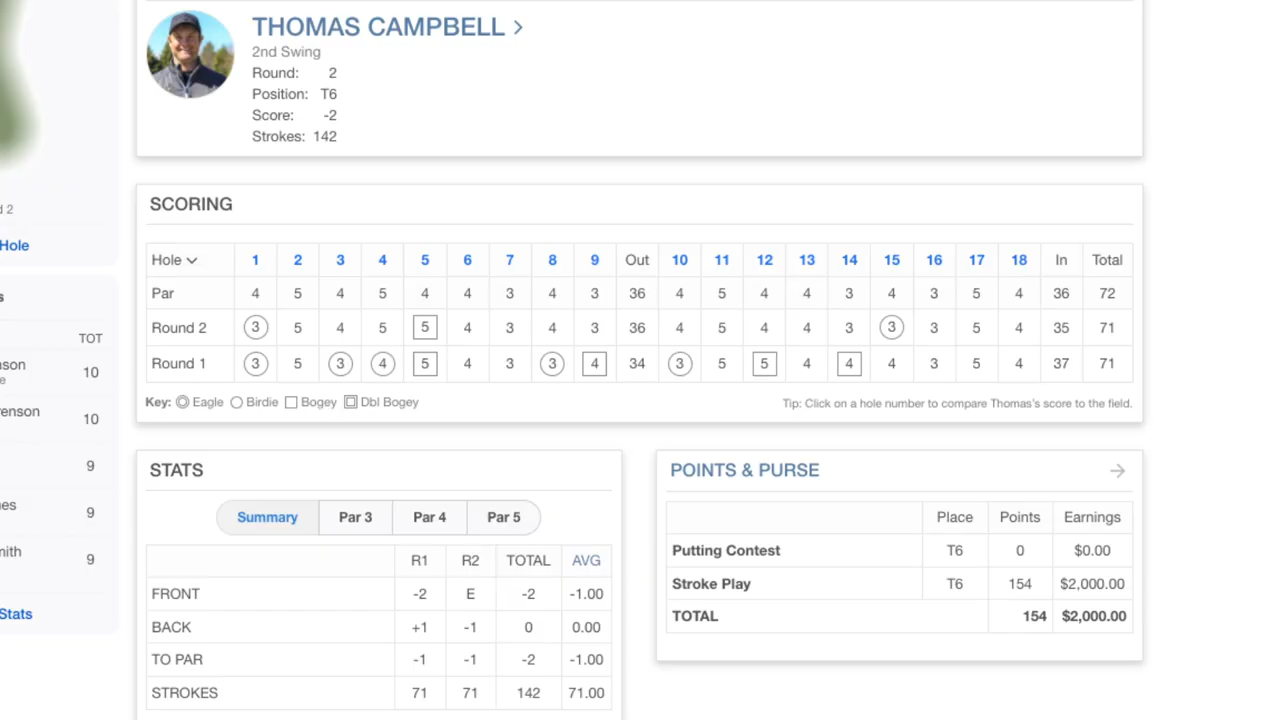 THOMAS CAMPBELL
2nd Swing
Round: 2
Position: T6
Score: -2
Strokes: 142
d 2
Hole
s
TOT
nson 10
e
renson 10
9
nes 9
mith 9
Stats
SCORING
Hole 1 2 3 4 5 6 7 8 9 Out 10 11 12 13 14 15 16 17 18 In Total
Par 4 5 4 5 4 4 3 4 3 36 4 5 4 4 3 4 3 5 4 36 72
Round 2 3 5 4 5 5 4 3 4 3 36 4 5 4 4 3 3 3 5 4 35 71
Round 1 3 5 3 4 5 4 3 3 4 34 3 5 5 4 4 4 3 5 4 37 71
Key: Eagle Birdie Bogey Dbl Bogey
Tip: Click on a hole number to compare Thomas's score to the field.
STATS
Summary Par 3 Par 4 Par 5
R1 R2 TOTAL AVG
FRONT -2 E -2 -1.00
BACK +1 -1 0 0.00
TO PAR -1 -1 -2 -1.00
STROKES 71 71 142 71.00
POINTS & PURSE
Place Points Earnings
Putting Contest T6 0 $0.00
Stroke Play T6 154 $2,000.00
TOTAL 154 $2,000.00